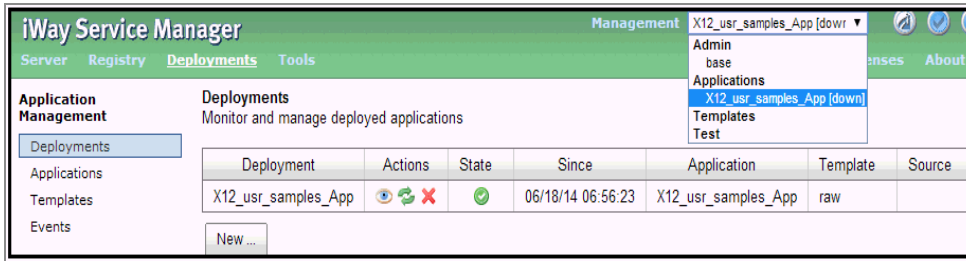 iWay Service Manager
Management X12_usr_samples_App [dowr
Server Registry Deployments Tools enses About
Admin
base
Applications
X12_usr_samples_App [down]
Templates
Test
Application
Management
Deployments
Applications
Templates
Events
Deployments
Monitor and manage deployed applications
Deployment Actions State Since Application Template Source
X12_usr_samples_App 06/18/14 06:56:23 X12_usr_samples_App raw
New ...